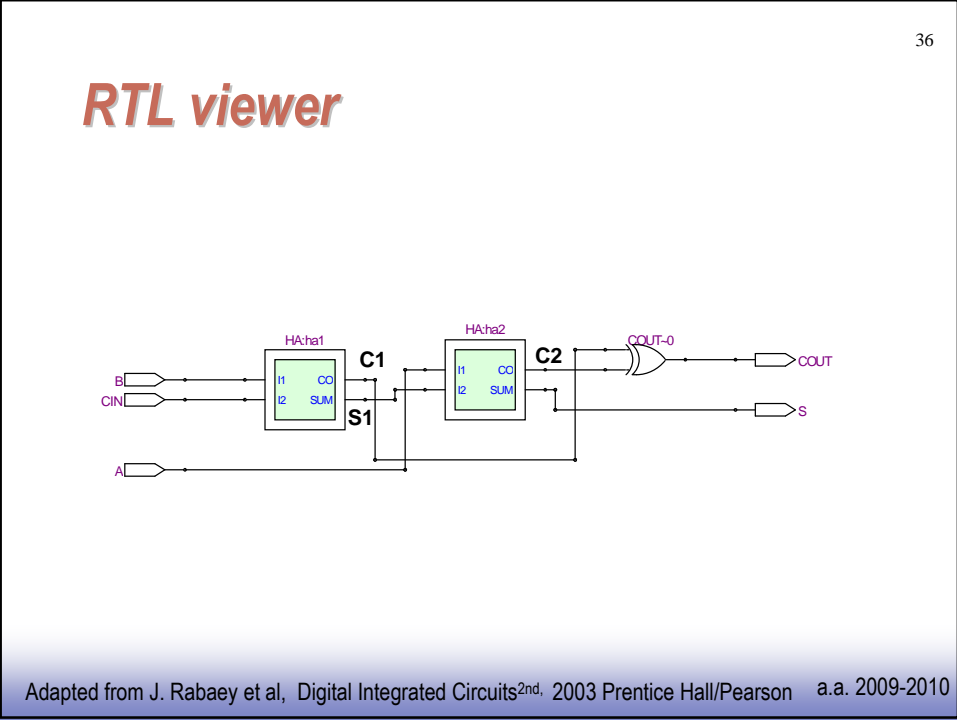 36
RTL viewer
HA:ha1
HA:ha2
COUT~0
C1
C2
B
I1 CO
I1 CO
COUT
CIN
I2 SUM
I2 SUM
S1
S
A
Adapted from J. Rabaey et al, Digital Integrated Circuits2nd, 2003 Prentice Hall/Pearson
a.a. 2009-2010